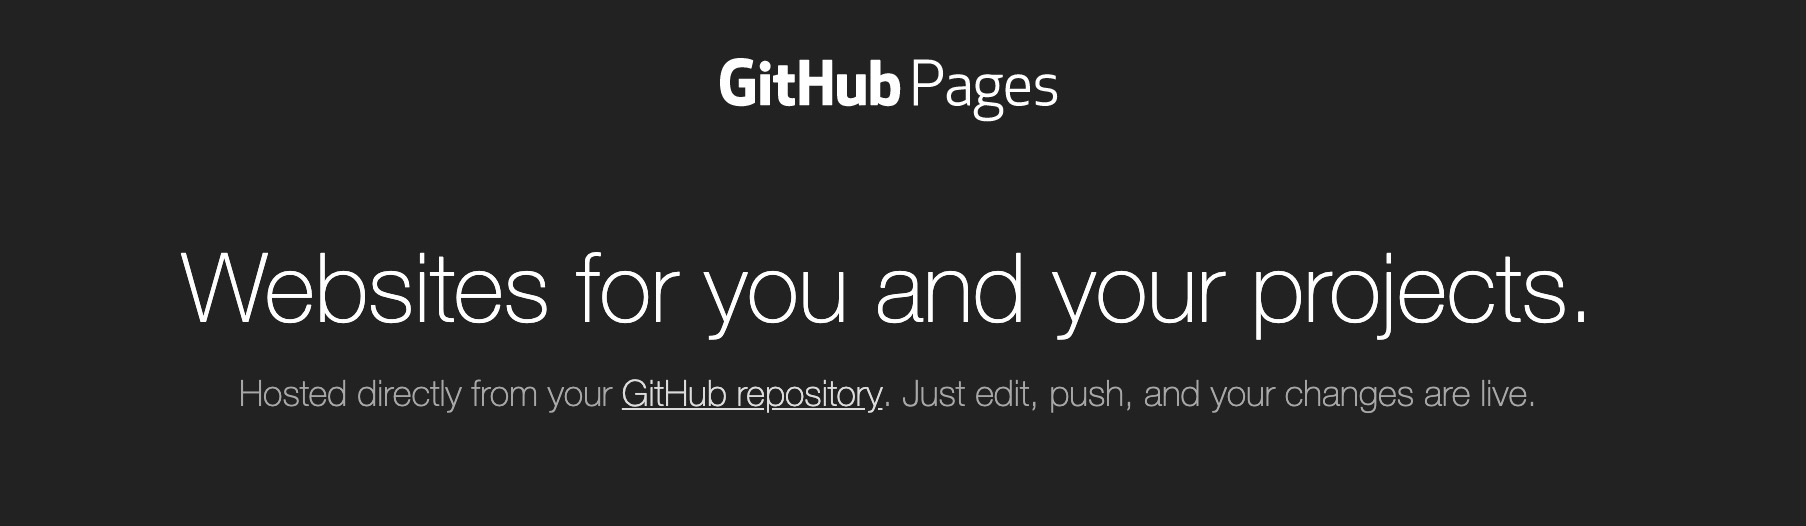 GitHub Pages
Websites for you and your projects.
Hosted directly from your GitHub repository. Just edit, push, and your changes are live.